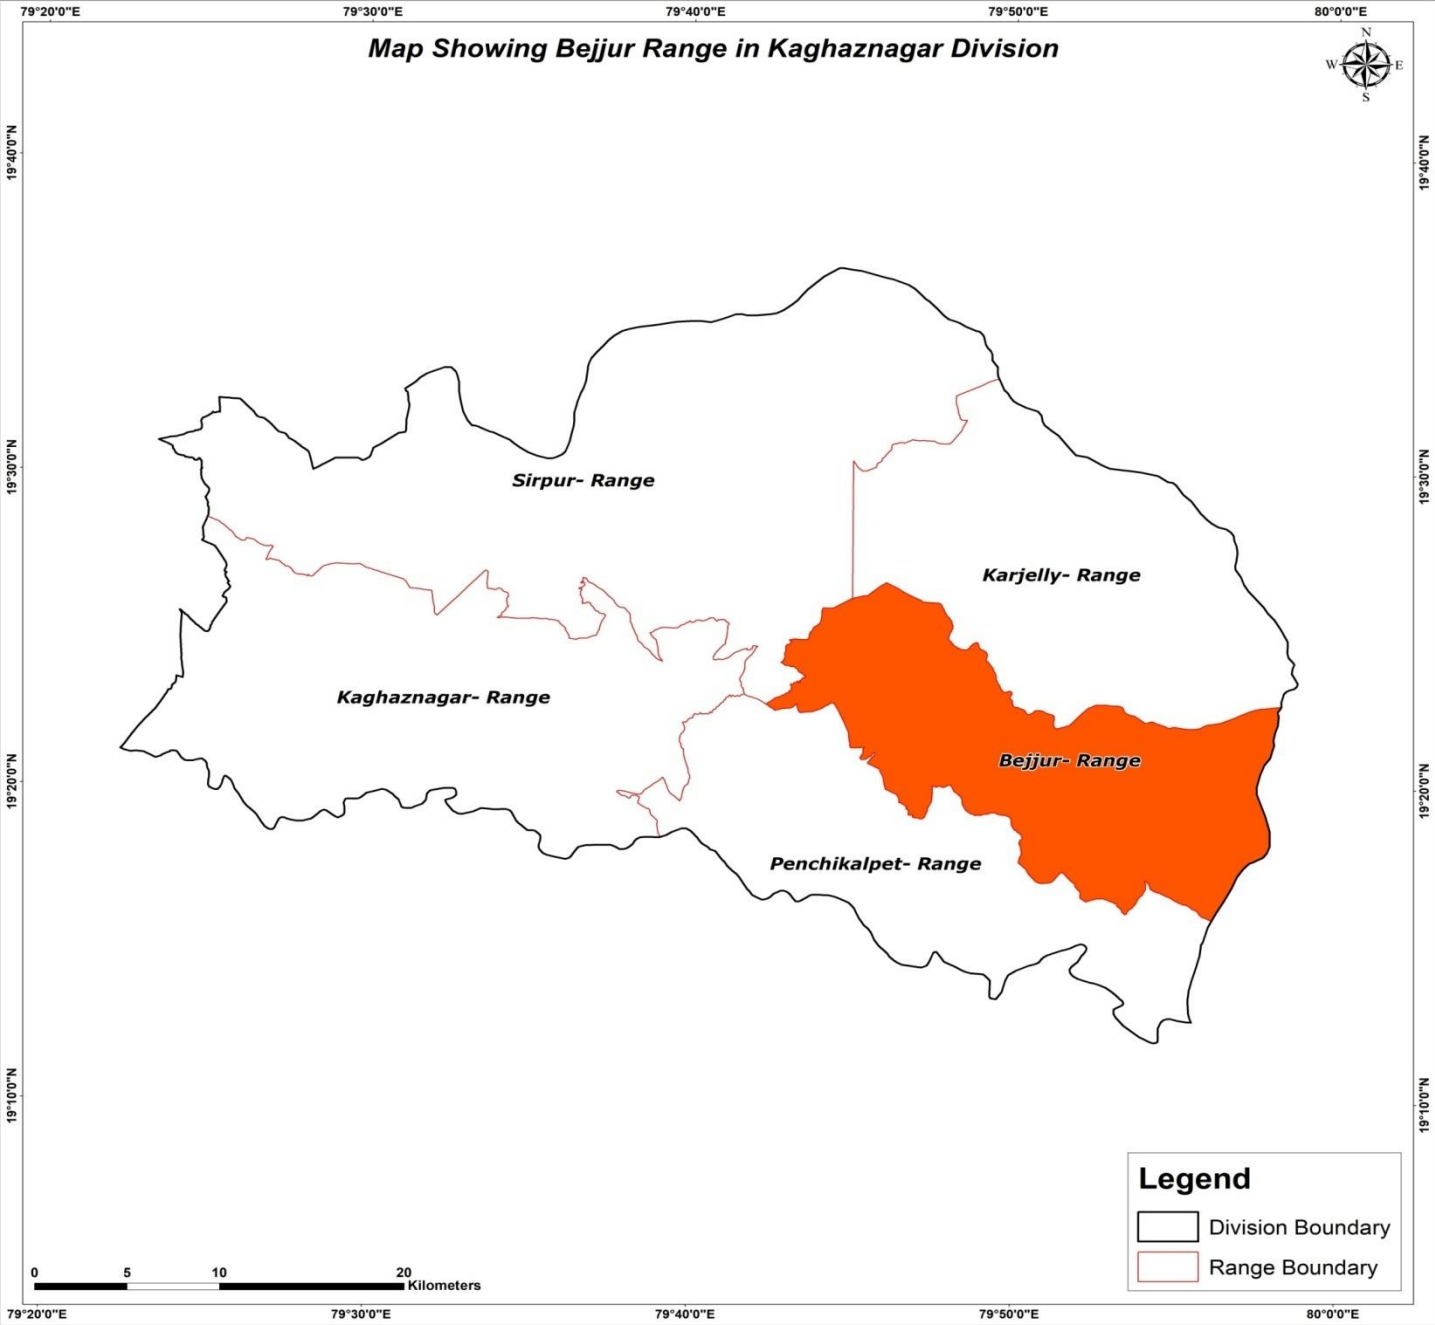 79°20'0"E 79°30'0"E 79°40'0"E 79°50'0"E 80°0'0"E
Map Showing Bejjur Range in Kaghaznagar Division
N
W E
S
19°40'0"N 19°40'0"N
19°30'0"N 19°30'0"N
Sirpur- Range
Karjelly- Range
Kaghaznagar- Range
Bejjur- Range
19°20'0"N 19°20'0"N
Penchikalpet- Range
19°10'0"N 19°10'0"N
Legend
Division Boundary
Range Boundary
0 5 10 20
Kilometers
79°20'0"E 79°30'0"E 79°40'0"E 79°50'0"E 80°0'0"E